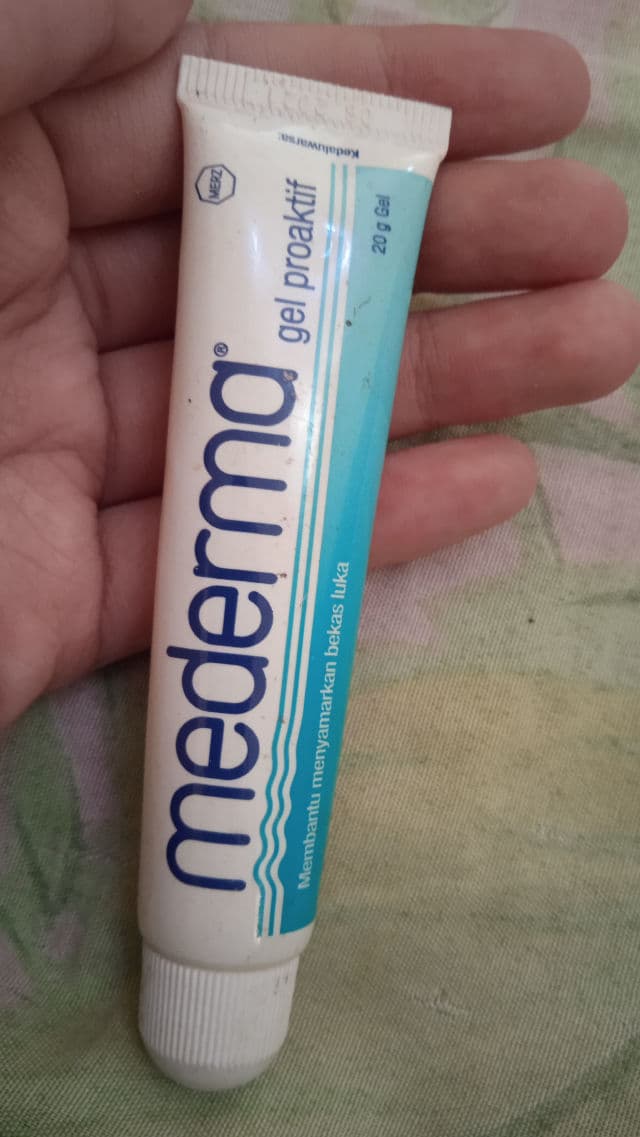 Kedaluwarsa:
MERZ
mederma®
gel proaktif
20 g Gel
Membantu menyamarkan bekas luka